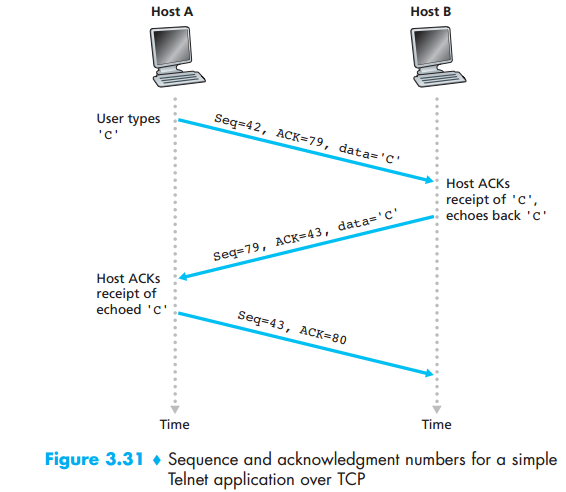 Host A
Host B
User types
'C'
Seq=42, ACK=79, data='C'
Host ACKs
receipt of 'C',
echoes back 'C'
Seq=79, ACK=43, data='C'
Host ACKs
receipt of
echoed 'C'
Seq=43, ACK=80
Time
Time
Figure 3.31 ♦ Sequence and acknowledgment numbers for a simple
Telnet application over TCP